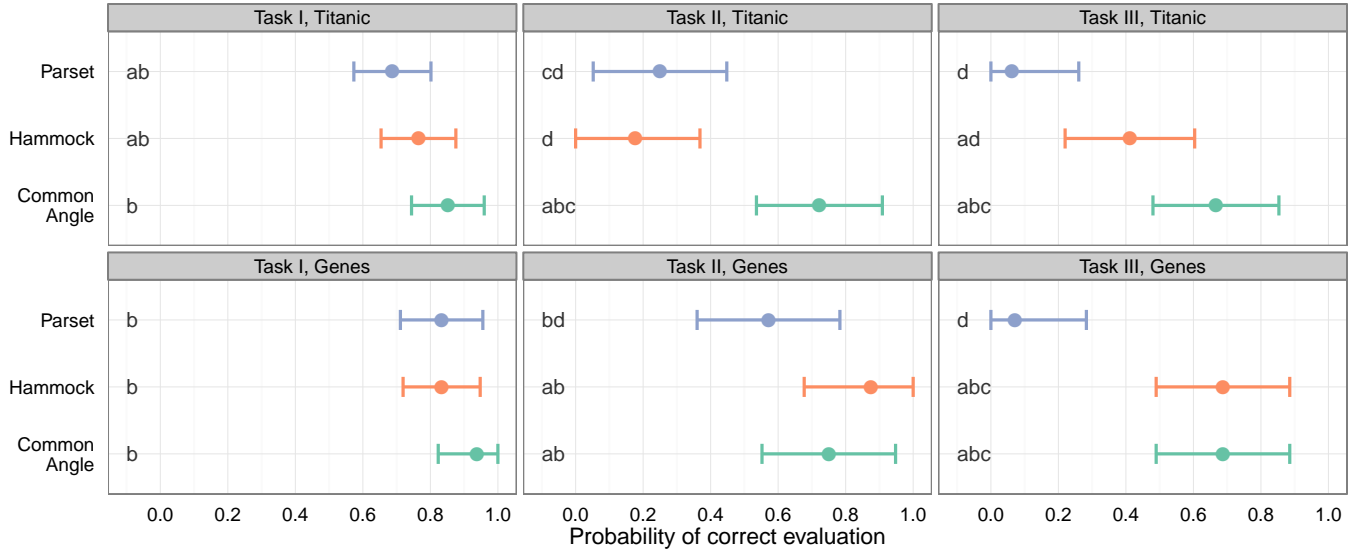 Task I, Titanic
Task II, Titanic
Task III, Titanic
Parset
ab
cd
d
Hammock
ab
d
ad
Common
Angle
b
abc
abc
Task I, Genes
Task II, Genes
Task III, Genes
Parset
b
bd
d
Hammock
b
ab
abc
Common
Angle
b
ab
abc
0.0 0.2 0.4 0.6 0.8 1.0
0.0 0.2 0.4 0.6 0.8 1.0
0.0 0.2 0.4 0.6 0.8 1.0
Probability of correct evaluation